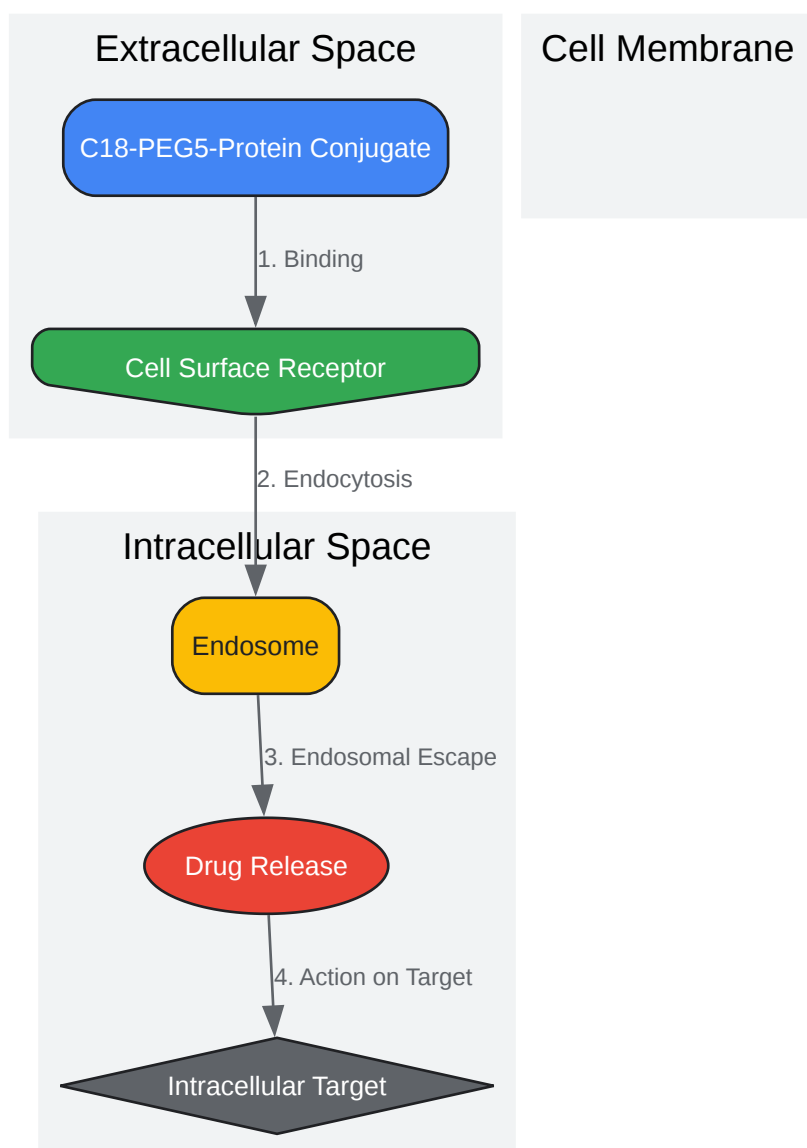 Extracellular Space
Cell Membrane
C18-PEG5-Protein Conjugate
1. Binding
Cell Surface Receptor
2. Endocytosis
Intracellular Space
Endosome
3. Endosomal Escape
Drug Release
4. Action on Target
Intracellular Target